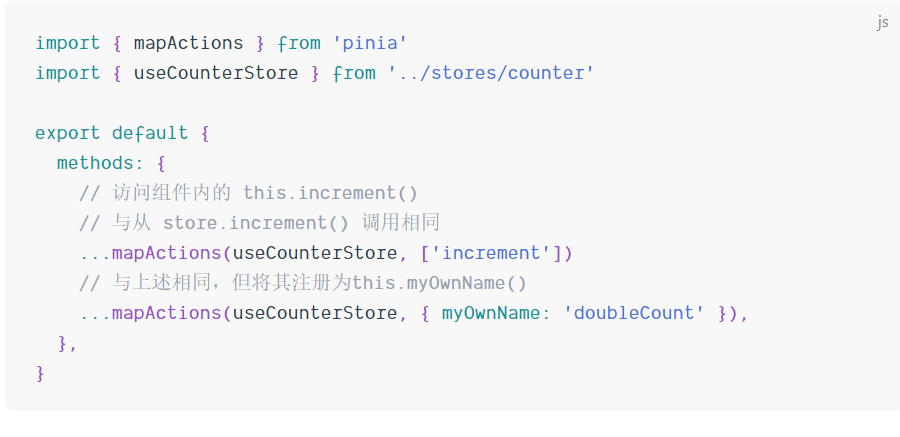 js
import { mapActions } from 'pinia'
import { useCounterStore } from '../stores/counter'

export default {
  methods: {
    // 访问组件内的 this.increment()
    // 与从 store.increment() 调用相同
    ...mapActions(useCounterStore, ['increment'])
    // 与上述相同，但将其注册为this.myOwnName()
    ...mapActions(useCounterStore, { myOwnName: 'doubleCount' }),
  },
}